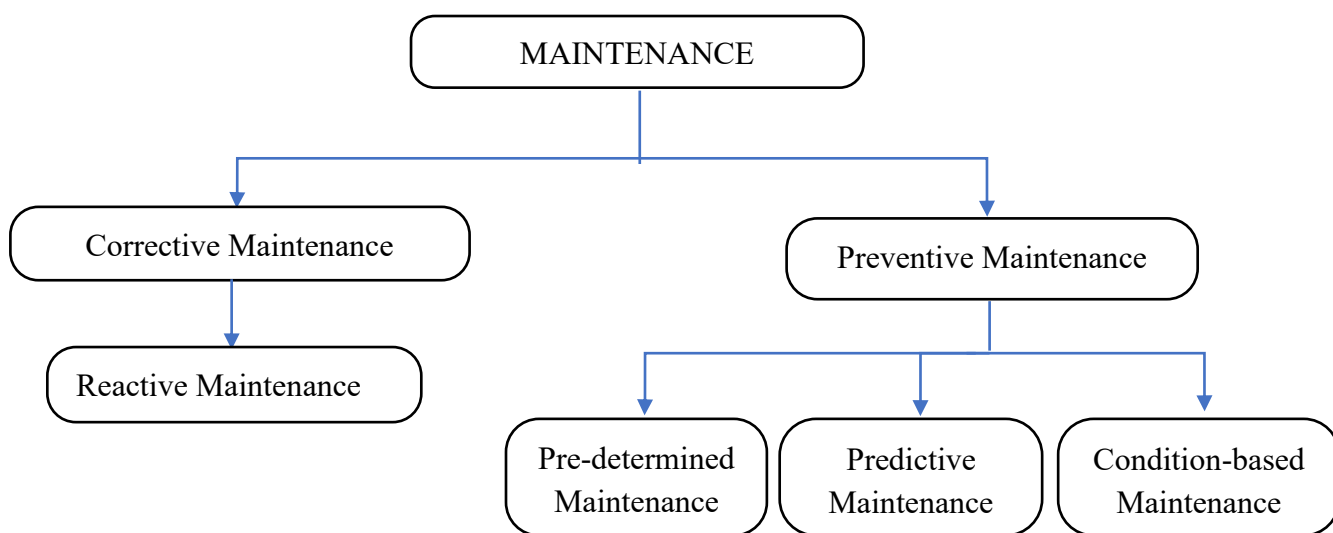 MAINTENANCE
Corrective Maintenance
Preventive Maintenance
Reactive Maintenance
Pre-determined
Maintenance
Predictive
Maintenance
Condition-based
Maintenance